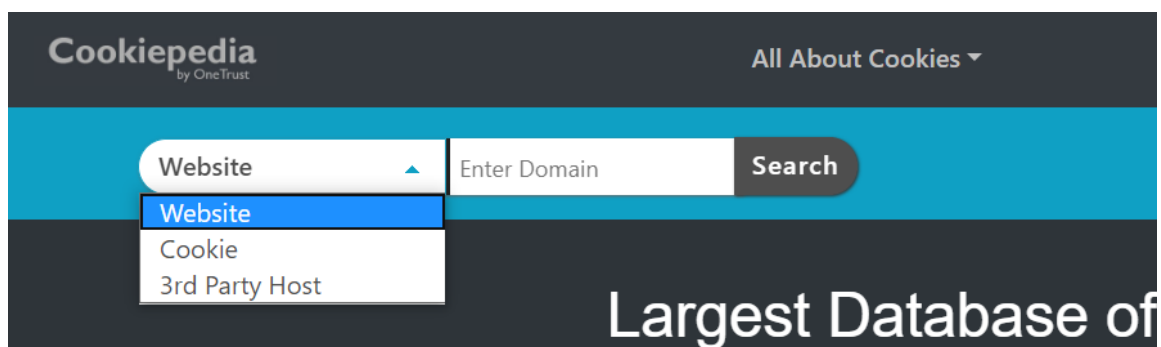 Cookiepedia
by OneTrust
All About Cookies
Website
Enter Domain
Search
Website
Cookie
3rd Party Host
Largest Database of